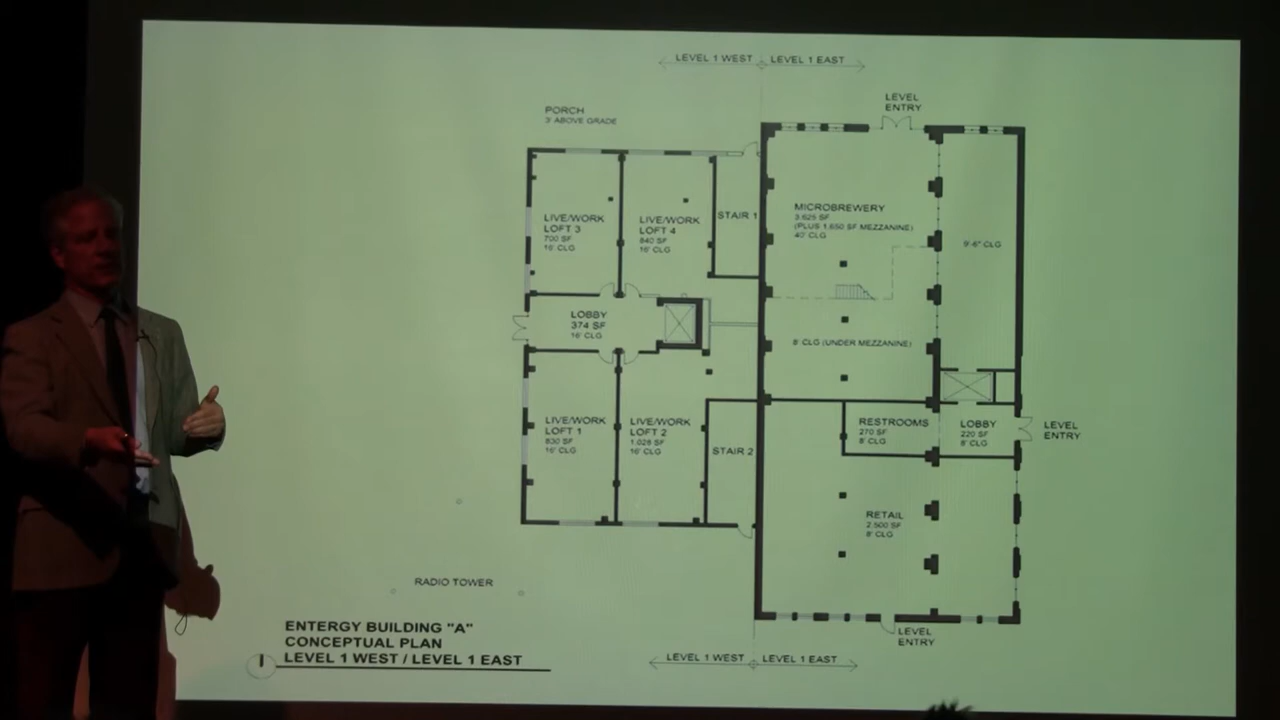 LEVEL 1 WEST
LEVEL 1 EAST
LEVEL
ENTRY
PORCH
3' ABOVE GRADE
LIVE/WORK
LOFT 3
700 SF
16' CLG
LIVE/WORK
LOFT 4
840 SF
16' CLG
STAIR 1
MICROBREWERY
3,625 SF
(PLUS 1,650 SF MEZZANINE)
40' CLG
9'-6" CLG
LOBBY
374 SF
16' CLG
8' CLG (UNDER MEZZANINE)
LIVE/WORK
LOFT 1
830 SF
16' CLG
LIVE/WORK
LOFT 2
1,028 SF
16' CLG
STAIR 2
RESTROOMS
270 SF
8' CLG
LOBBY
220 SF
8' CLG
LEVEL
ENTRY
RETAIL
2,500 SF
8' CLG
RADIO TOWER
LEVEL
ENTRY
ENTERGY BUILDING "A"
CONCEPTUAL PLAN
1 LEVEL 1 WEST / LEVEL 1 EAST
LEVEL 1 WEST
LEVEL 1 EAST